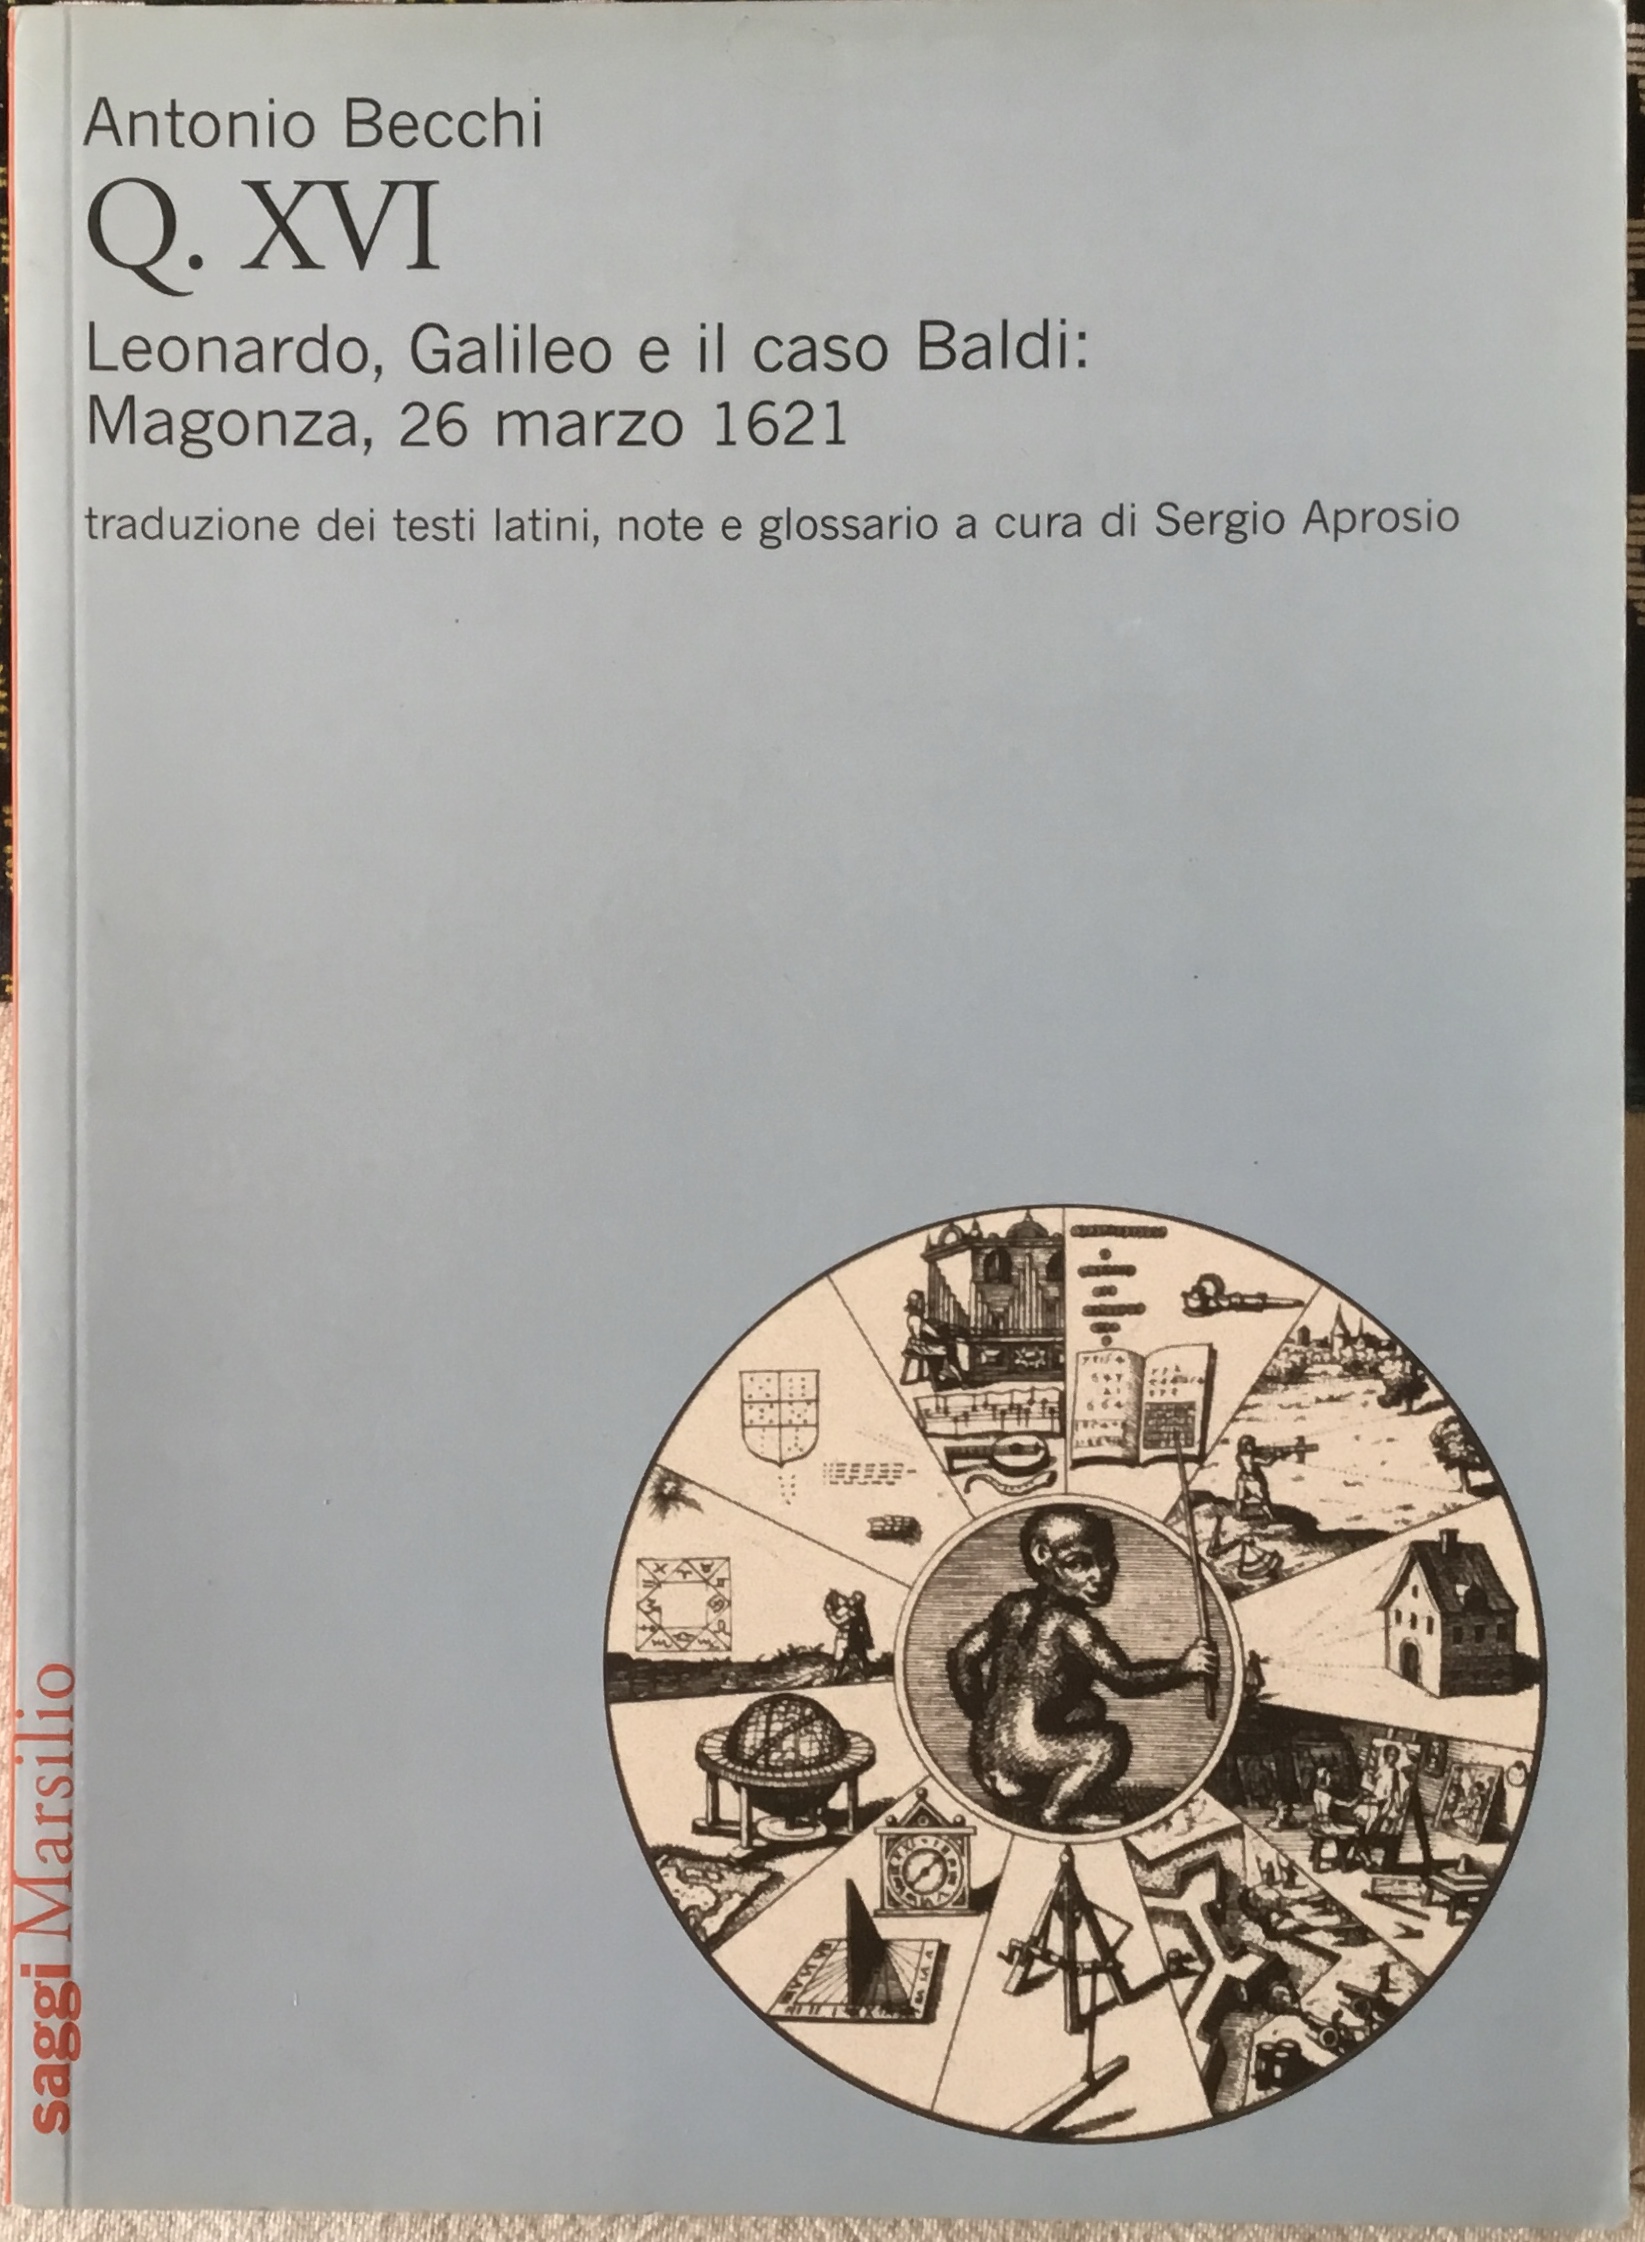 Antonio Becchi
Q. XVI
Leonardo, Galileo e il caso Baldi:
Magonza, 26 marzo 1621
traduzione dei testi latini, note e glossario a cura di Sergio Aprosio
saggi Marsilio